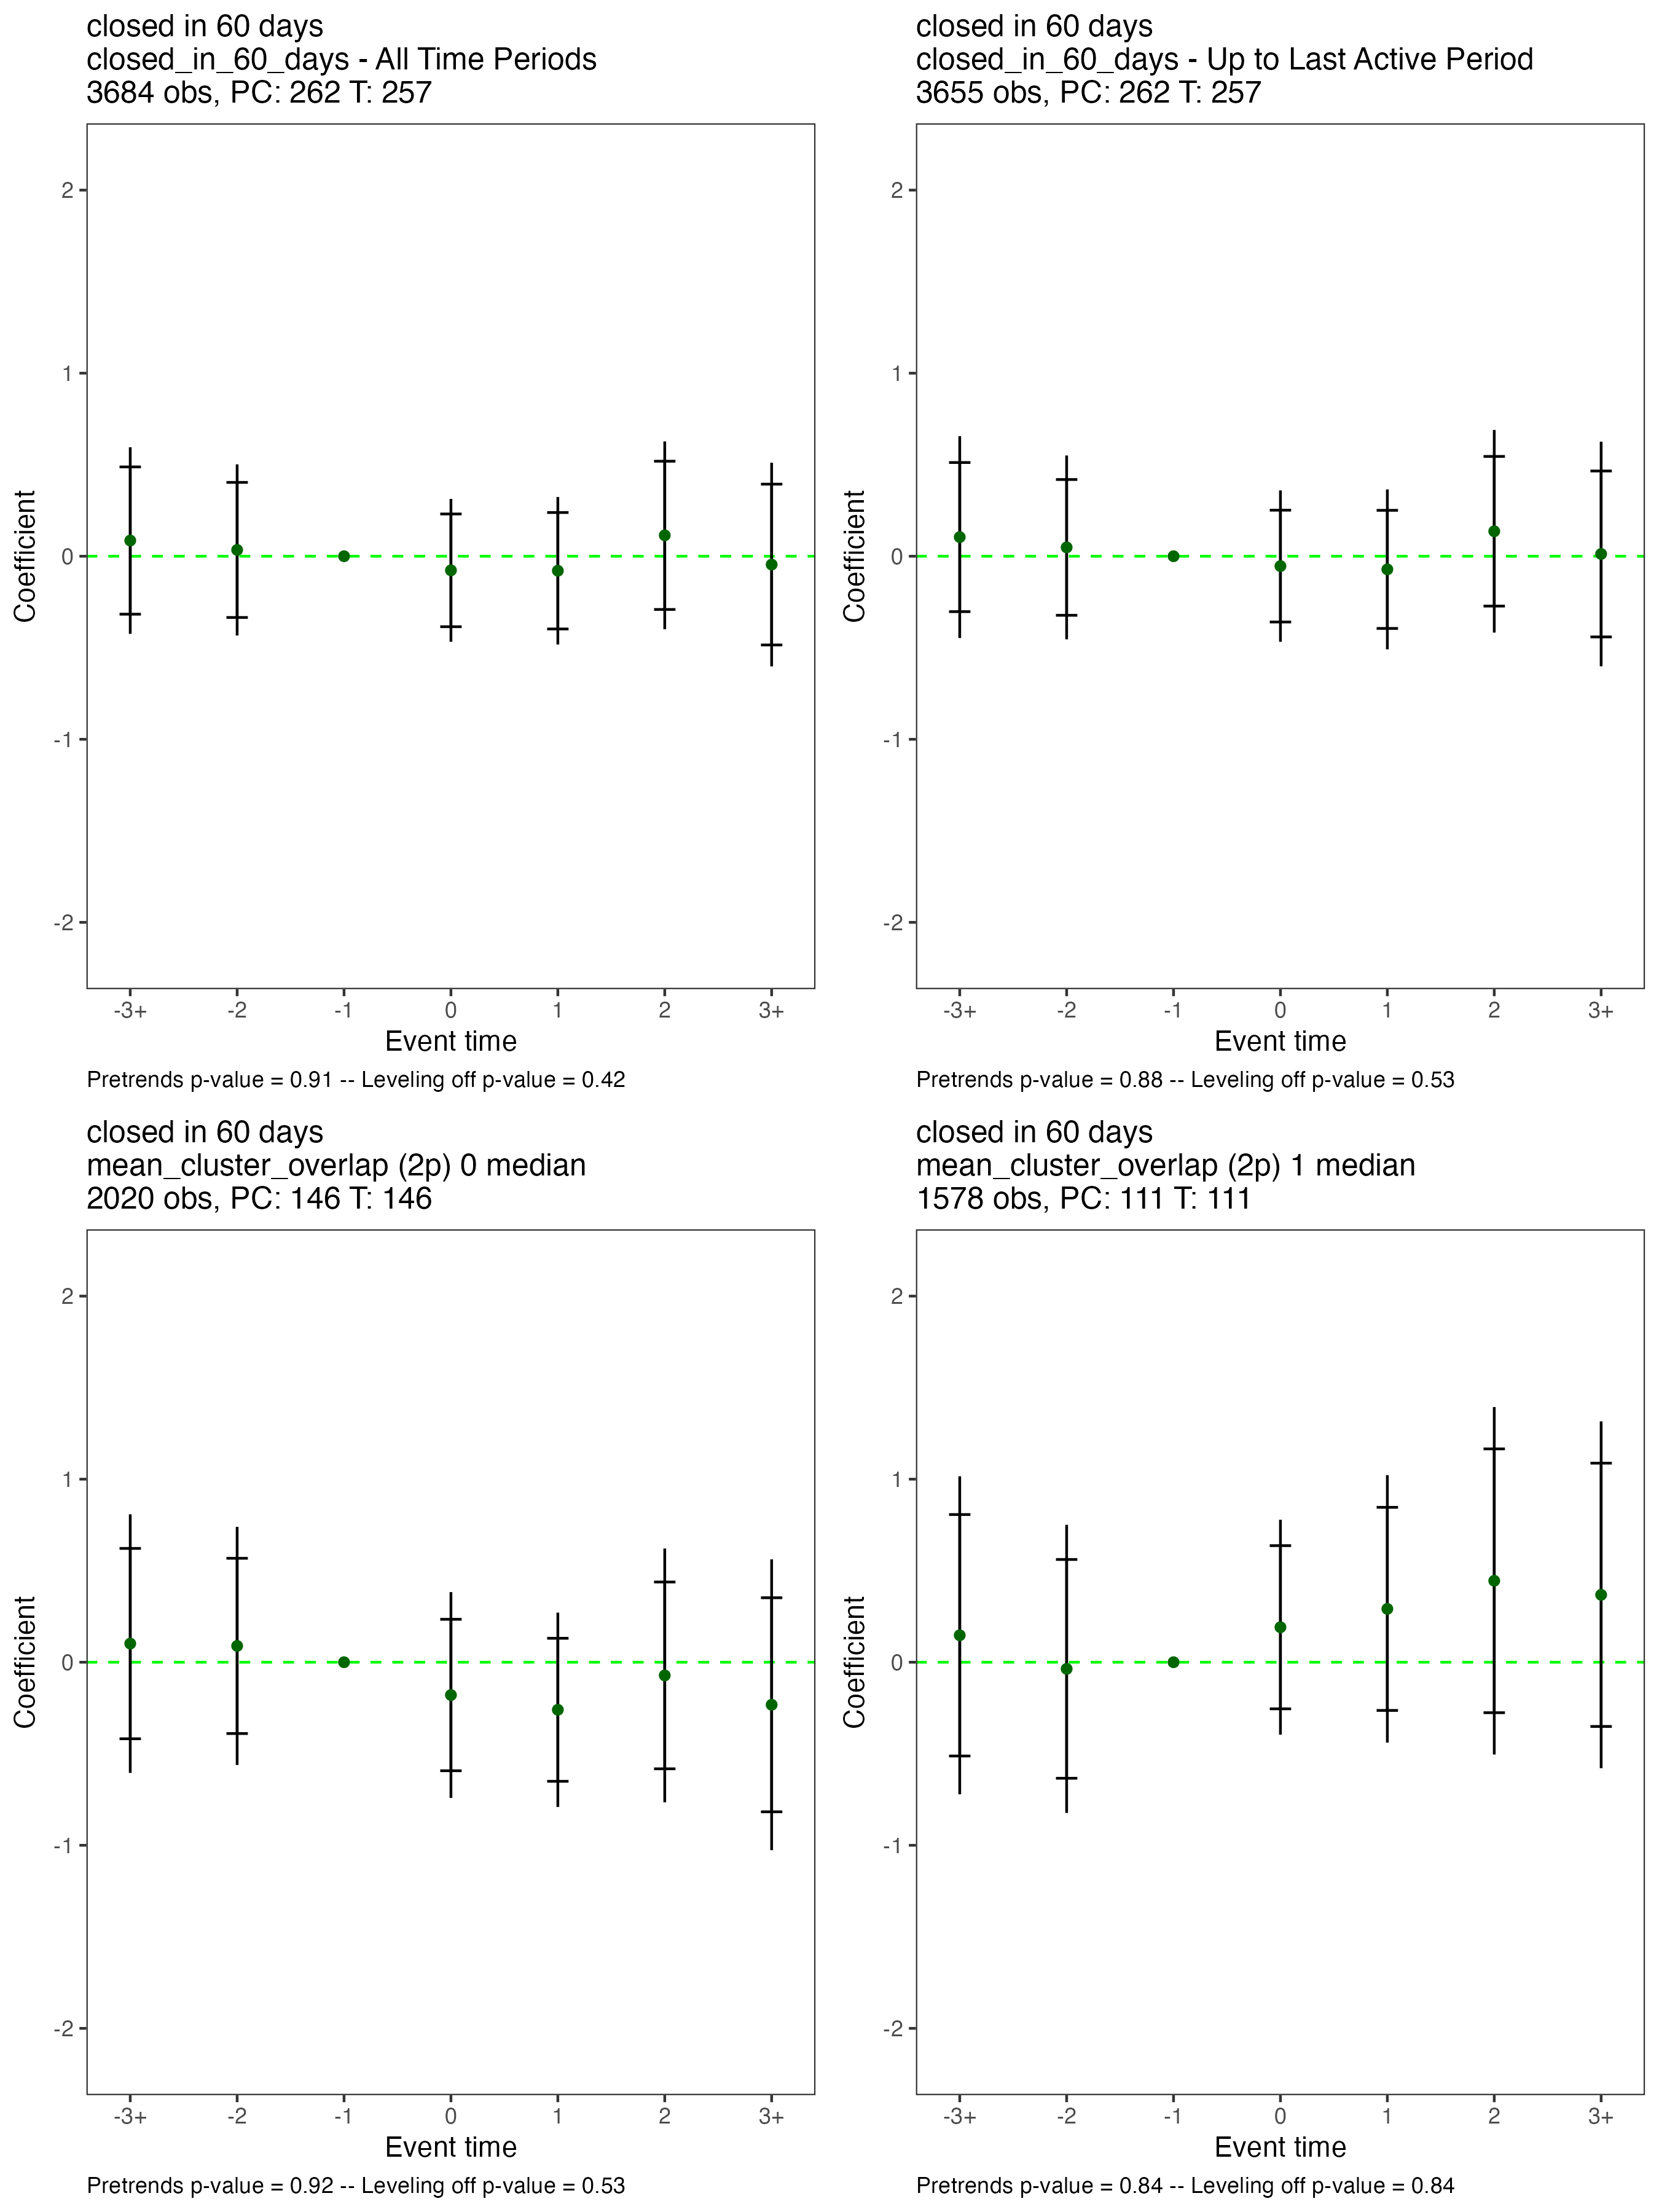 closed in 60 days
closed_in_60_days - All Time Periods
3684 obs, PC: 262 T: 257
Coefficient
2
1
0
-1
-2
-3+ -2 -1 0 1 2 3+
Event time
Pretrends p-value = 0.91 -- Leveling off p-value = 0.42
closed in 60 days
closed_in_60_days - Up to Last Active Period
3655 obs, PC: 262 T: 257
Coefficient
2
1
0
-1
-2
-3+ -2 -1 0 1 2 3+
Event time
Pretrends p-value = 0.88 -- Leveling off p-value = 0.53
closed in 60 days
mean_cluster_overlap (2p) 0 median
2020 obs, PC: 146 T: 146
Coefficient
2
1
0
-1
-2
-3+ -2 -1 0 1 2 3+
Event time
Pretrends p-value = 0.92 -- Leveling off p-value = 0.53
closed in 60 days
mean_cluster_overlap (2p) 1 median
1578 obs, PC: 111 T: 111
Coefficient
2
1
0
-1
-2
-3+ -2 -1 0 1 2 3+
Event time
Pretrends p-value = 0.84 -- Leveling off p-value = 0.84